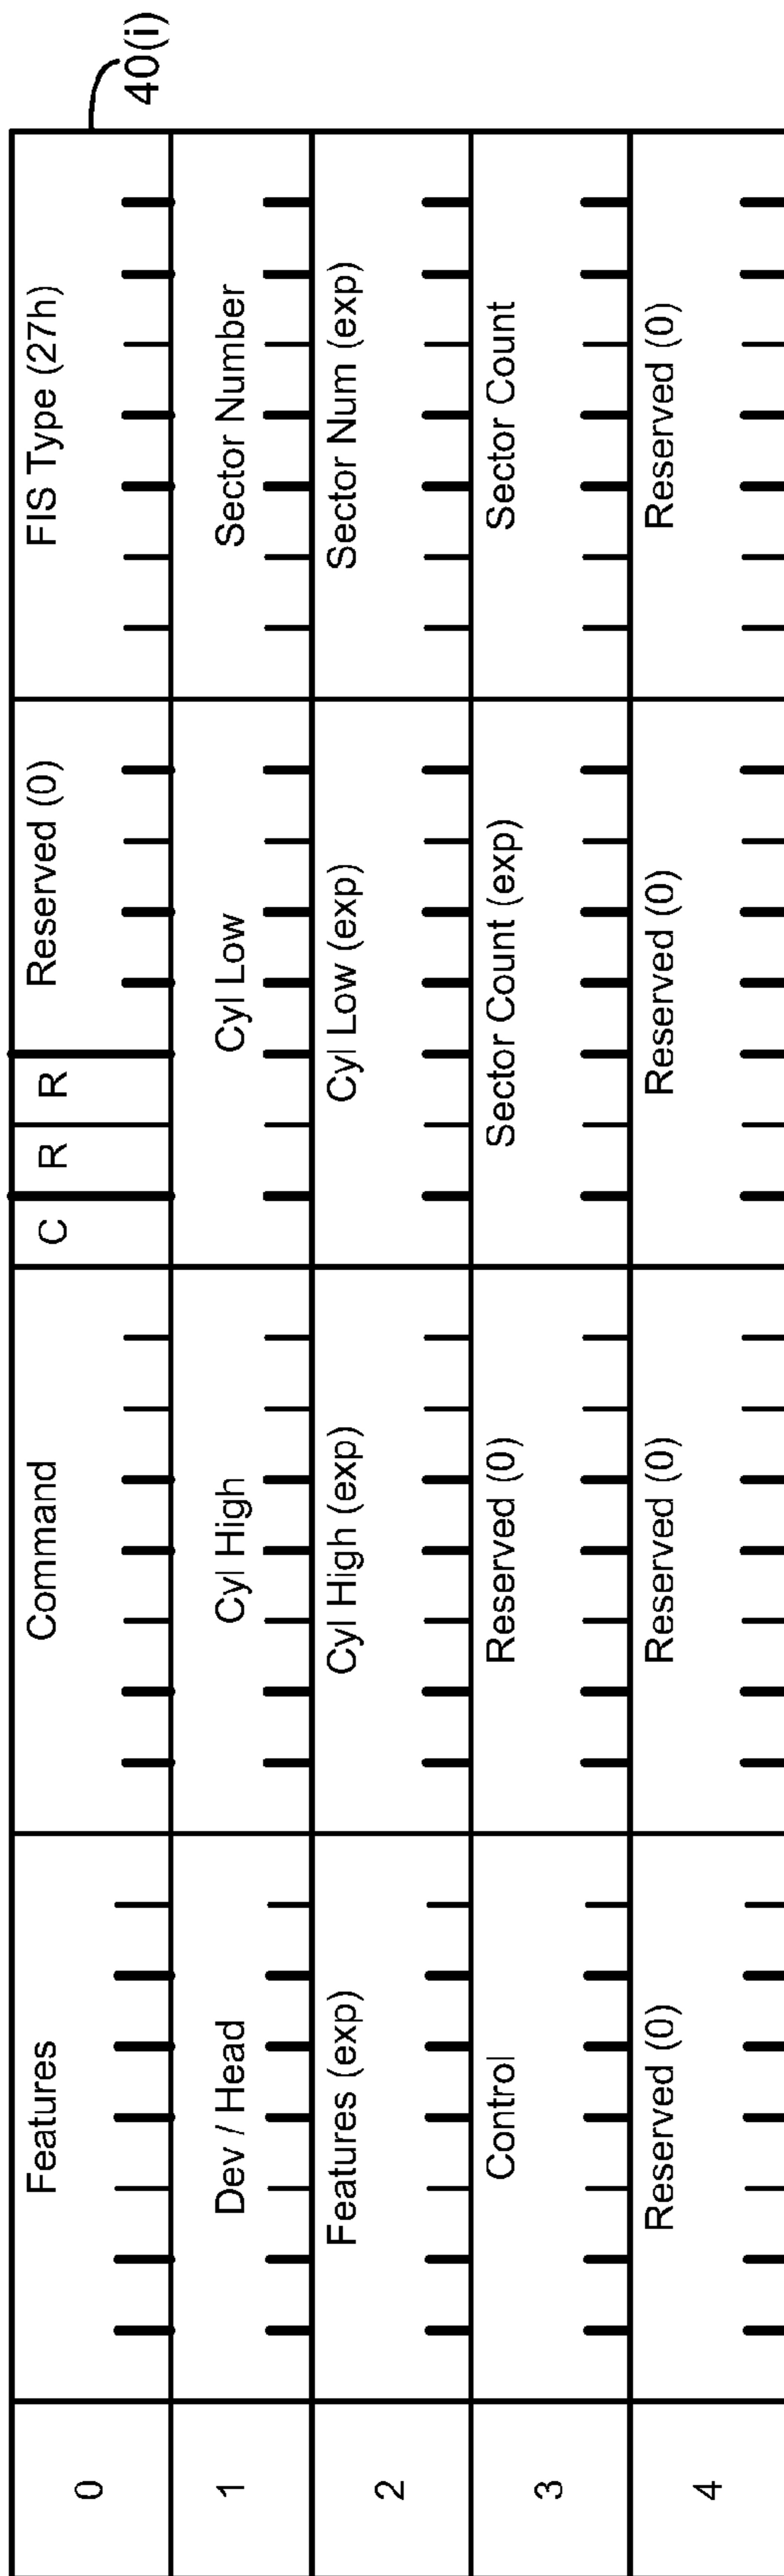 40(i)
0 Features Command C R R Reserved (0) FIS Type (27h)
1 Dev / Head Cyl High Cyl Low Sector Number
2 Features (exp) Cyl High (exp) Cyl Low (exp) Sector Num (exp)
3 Control Reserved (0) Sector Count (exp) Sector Count
4 Reserved (0) Reserved (0) Reserved (0) Reserved (0)